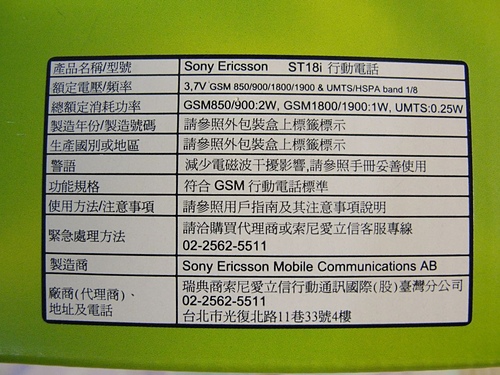 產品名稱/型號 Sony Ericsson ST18i 行動電話
額定電壓/頻率 3,7V GSM 850/900/1800/1900 & UMTS/HSPA band 1/8
總額定消耗功率 GSM850/900:2W, GSM1800/1900:1W, UMTS:0.25W
製造年份/製造號碼 請參照外包裝盒上標籤標示
生產國別或地區 請參照外包裝盒上標籤標示
警語 減少電磁波干擾影響,請參照手冊妥善使用
功能規格 符合 GSM 行動電話標準
使用方法/注意事項 請參照用戶指南及其注意事項說明
緊急處理方法 請洽購買代理商或索尼愛立信客服專線
02-2562-5511
製造商 Sony Ericsson Mobile Communications AB
廠商(代理商)、
地址及電話
瑞典商索尼愛立信行動通訊國際(股)臺灣分公司
02-2562-5511
台北市光復北路11巷33號4樓